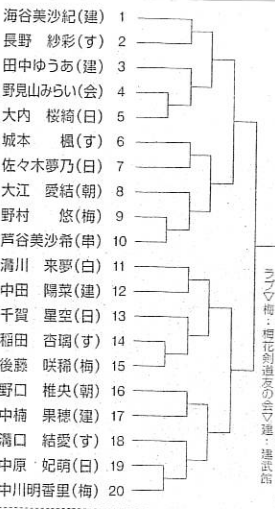 海谷美沙紀(建) 1
長野 紗彩(す) 2
田中ゆうあ(建) 3
野見山みらい(会) 4
大内 桜綺(日) 5
城本 楓(す) 6
佐々木夢乃(日) 7
大江 愛結(朝) 8
野村 悠(梅) 9
芦谷美沙希(串) 10
溝川 来夢(白) 11
中田 陽菜(建) 12
千賀 星空(日) 13
稲田 杏璃(す) 14
後藤 咲稀(梅) 15
野口 椎央(朝) 16
中楠 果穂(建) 17
溝口 結愛(す) 18
中原 妃萌(日) 19
中川明香里(梅) 20
ラブ▽梅:梅花剣道友の会▽建:建武館